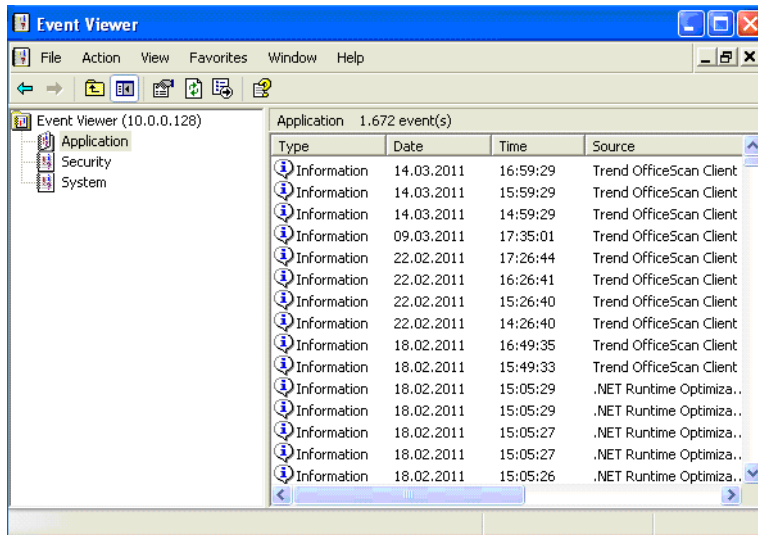 Event Viewer
File Action View Favorites Window Help
Event Viewer (10.0.0.128)
Application
Security
System
Application 1.672 event(s)
Type Date Time Source
Information 14.03.2011 16:59:29 Trend OfficeScan Client
Information 14.03.2011 15:59:29 Trend OfficeScan Client
Information 14.03.2011 14:59:29 Trend OfficeScan Client
Information 09.03.2011 17:35:01 Trend OfficeScan Client
Information 22.02.2011 17:26:44 Trend OfficeScan Client
Information 22.02.2011 16:26:41 Trend OfficeScan Client
Information 22.02.2011 15:26:40 Trend OfficeScan Client
Information 22.02.2011 14:26:40 Trend OfficeScan Client
Information 18.02.2011 16:49:35 Trend OfficeScan Client
Information 18.02.2011 15:49:33 Trend OfficeScan Client
Information 18.02.2011 15:05:29 .NET Runtime Optimiza...
Information 18.02.2011 15:05:29 .NET Runtime Optimiza...
Information 18.02.2011 15:05:27 .NET Runtime Optimiza...
Information 18.02.2011 15:05:27 .NET Runtime Optimiza...
Information 18.02.2011 15:05:26 .NET Runtime Optimiza...